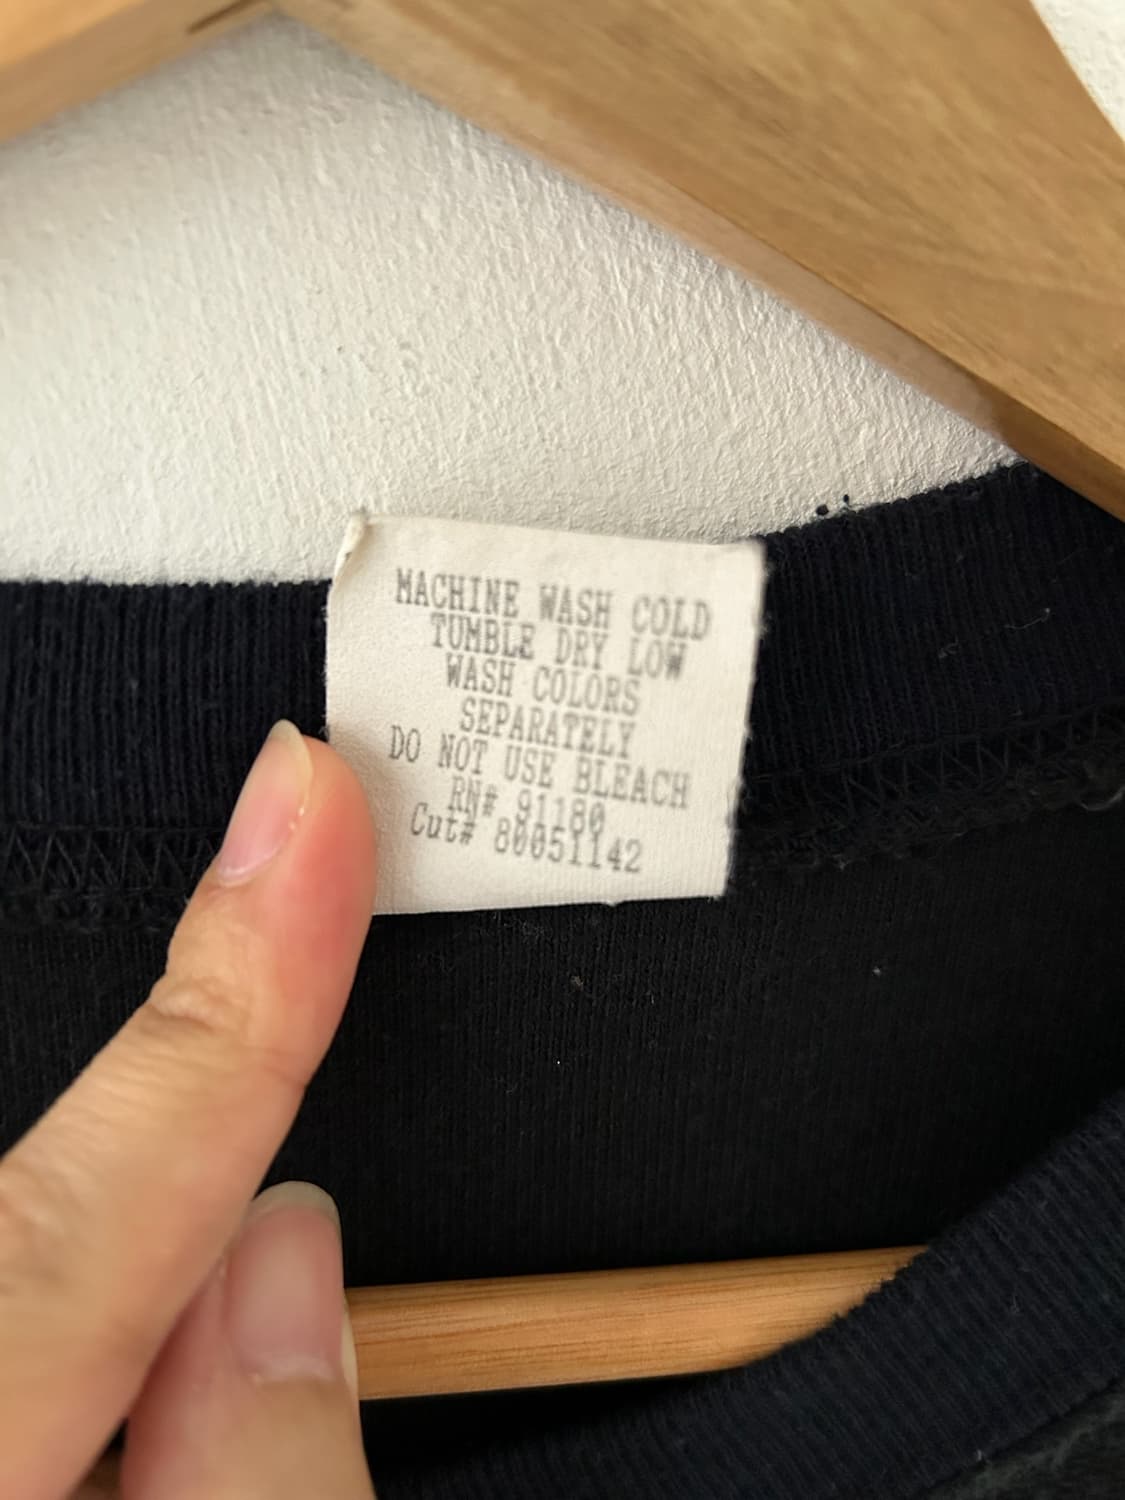 MACHINE WASH COLD
TUMBLE DRY LOW
WASH COLORS
SEPARATELY
DO NOT USE BLEACH
RN# 91180
Cut# 80051142